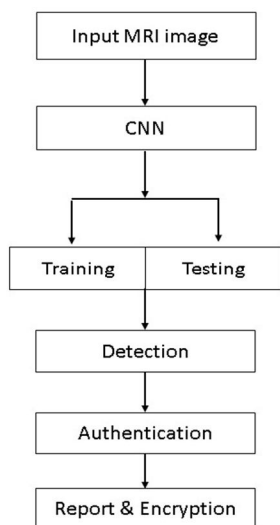 Input MRI image
CNN
Training
Testing
Detection
Authentication
Report & Encryption